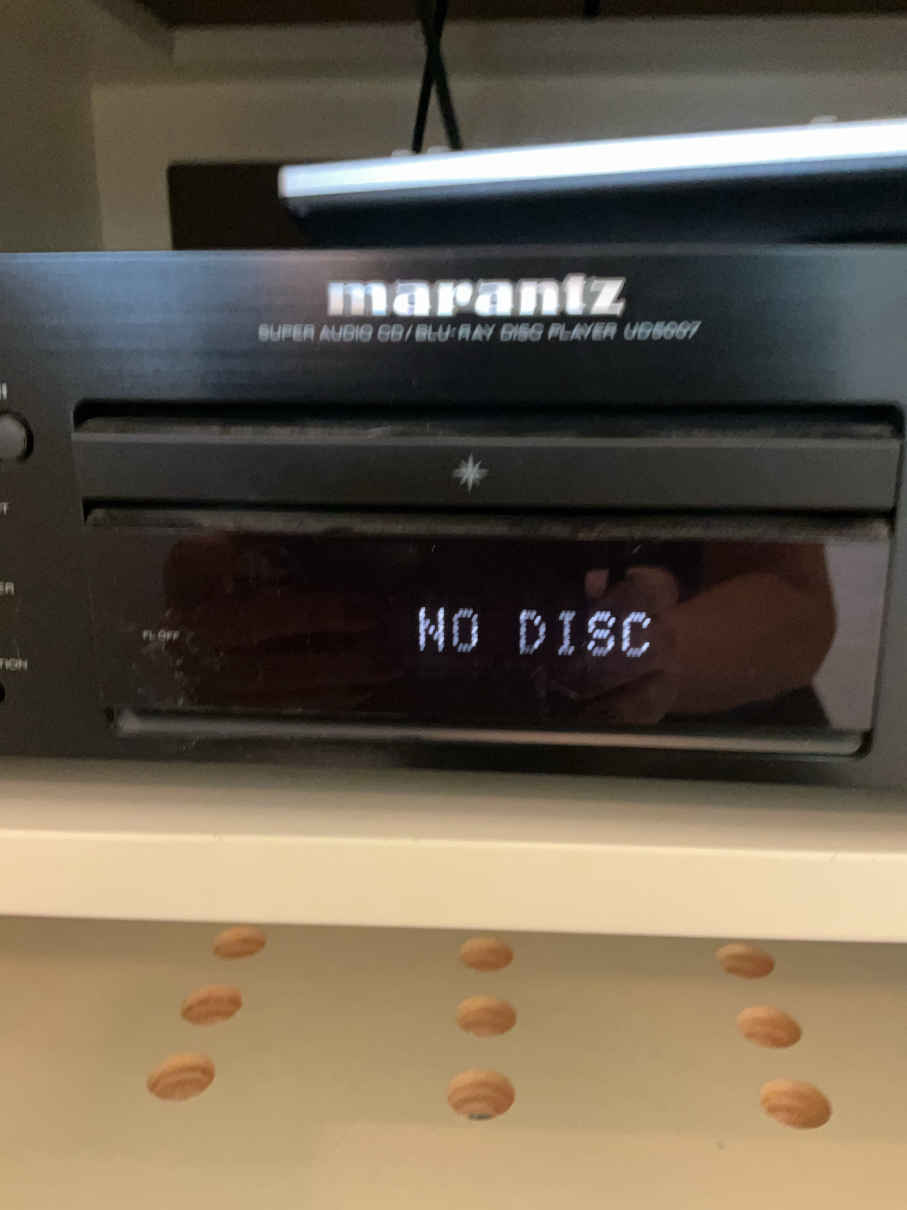 marantz
SUPER AUDIO CD / BLU-RAY DISC PLAYER UD5007
FL OFF
NO DISC